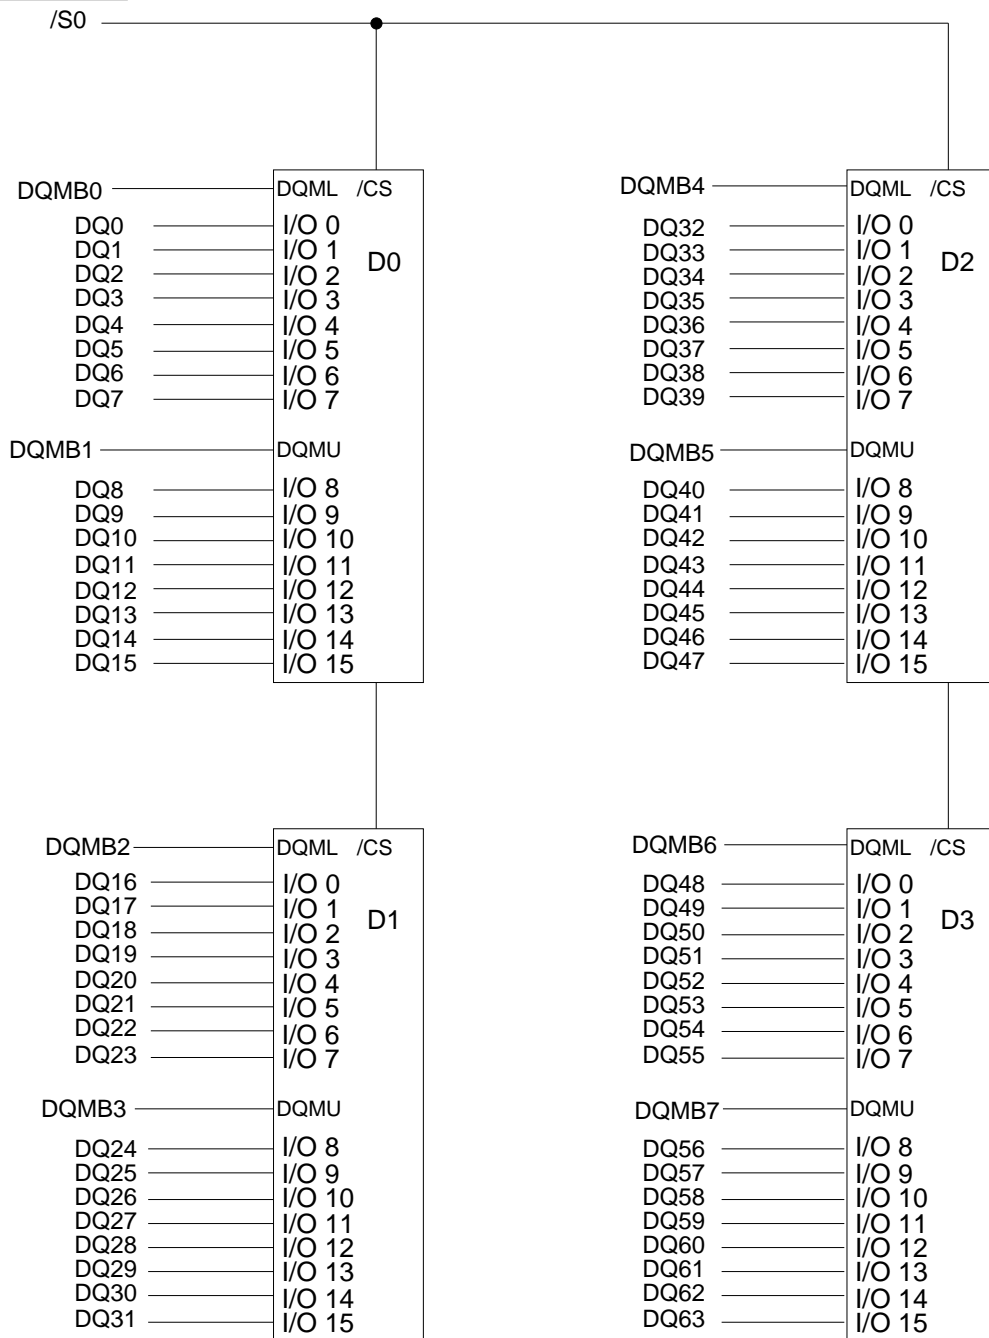 /S0
DQMB0 DQML /CS
DQ0 I/O 0
DQ1 I/O 1
D0
DQ2 I/O 2
DQ3 I/O 3
DQ4 I/O 4
DQ5 I/O 5
DQ6 I/O 6
DQ7 I/O 7
DQMB1 DQMU
DQ8 I/O 8
DQ9 I/O 9
DQ10 I/O 10
DQ11 I/O 11
DQ12 I/O 12
DQ13 I/O 13
DQ14 I/O 14
DQ15 I/O 15
DQMB4 DQML /CS
DQ32 I/O 0
DQ33 I/O 1
D2
DQ34 I/O 2
DQ35 I/O 3
DQ36 I/O 4
DQ37 I/O 5
DQ38 I/O 6
DQ39 I/O 7
DQMB5 DQMU
DQ40 I/O 8
DQ41 I/O 9
DQ42 I/O 10
DQ43 I/O 11
DQ44 I/O 12
DQ45 I/O 13
DQ46 I/O 14
DQ47 I/O 15
DQMB2 DQML /CS
DQ16 I/O 0
DQ17 I/O 1
D1
DQ18 I/O 2
DQ19 I/O 3
DQ20 I/O 4
DQ21 I/O 5
DQ22 I/O 6
DQ23 I/O 7
DQMB3 DQMU
DQ24 I/O 8
DQ25 I/O 9
DQ26 I/O 10
DQ27 I/O 11
DQ28 I/O 12
DQ29 I/O 13
DQ30 I/O 14
DQ31 I/O 15
DQMB6 DQML /CS
DQ48 I/O 0
DQ49 I/O 1
D3
DQ50 I/O 2
DQ51 I/O 3
DQ52 I/O 4
DQ53 I/O 5
DQ54 I/O 6
DQ55 I/O 7
DQMB7 DQMU
DQ56 I/O 8
DQ57 I/O 9
DQ58 I/O 10
DQ59 I/O 11
DQ60 I/O 12
DQ61 I/O 13
DQ62 I/O 14
DQ63 I/O 15